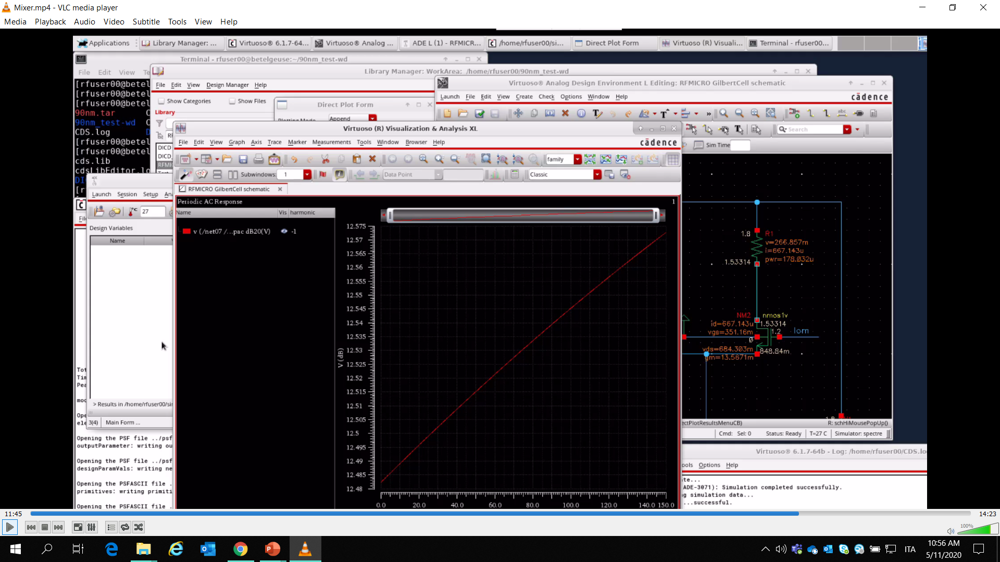 Mixer.mp4 - VLC media player
Media Playback Audio Video Subtitle Tools View Help
Applications Library Manager: ... Virtuoso® 6.1.7-64... Virtuoso® Analog ... ADE L (1) - RFMICR... /home/rfuser00/si... Direct Plot Form Virtuoso (R) Visuali... Terminal - rfuser00...
Terminal - rfuser00@betelgeuse:~/90nm_test-wd
File Edit View Te
Library Manager: WorkArea: /home/rfuser00/90nm_test-wd
File Edit View Design Manager Help
Show Categories Show Files
Library
[rfuser00@betel
[rfuser00@betel
[rfuser00@betel
90nm.tar
90nm_test-wd
CDS.log
[rfuser00@betel
[rfuser00@betel
cds.lib
cdsLibEditor.lo
DICD
DICD_
RFMIC
Direct Plot Form
Plotting Mode Append
Virtuoso® Analog Design Environment L Editing: RFMICRO GilbertCell schematic
Launch File Edit View Create Check Options Window Help cādence
Search
Sim Time
Virtuoso (R) Visualization & Analysis XL
File Edit View Graph Axis Trace Marker Measurements Tools Window Browser Help cādence
family
Subwindows: 1 Data Point Classic
RFMICRO GilbertCell schematic
Periodic AC Response 1
Name Vis harmonic
v (/net07 /...pac dB20(V) -1
12.575
12.57
12.565
12.56
12.555
12.55
12.545
12.54
12.535
12.53
12.525
12.52
12.515
12.51
12.505
12.5
12.495
12.49
12.485
12.48
V (dB)
0.0 20.0 40.0 60.0 80.0 100.0 120.0 140.0 150.0
Launch Session Setup An
27
Design Variables
Name
> Results in /home/rfuser00/sim
3(4) Main Form ...
Tot
Tim
Pea
mod
Ope
ele
Opening the PSF file ../psf
outputParameter: writing ou
Opening the PSF file ../psf
designParamVals: writing ne
Opening the PSFASCII file .
primitives: writing primiti
Opening the PSFASCII file .
1.8 R1
v=266.857m
i=667.143u
pwr=178.032u
1.53314
NM2 nmos1v
id=667.143u 1.53314
vgs=351.16m 1.2 lom
0
vds=684.303m 848.84m
gm=13.5671m
1.8
ectPlotResultsMenuCB) R: schHiMousePopUp()
Cmd: Sel: 0 Status: Ready T=27 C Simulator: spectre
Virtuoso® 6.1.7-64b - Log: /home/rfuser00/CDS.lo
ools Options Help
ate...
ADE-3071): Simulation completed successfully.
g simulation data...
...successful.
11:45 14:23
100%
ITA
10:56 AM
5/11/2020